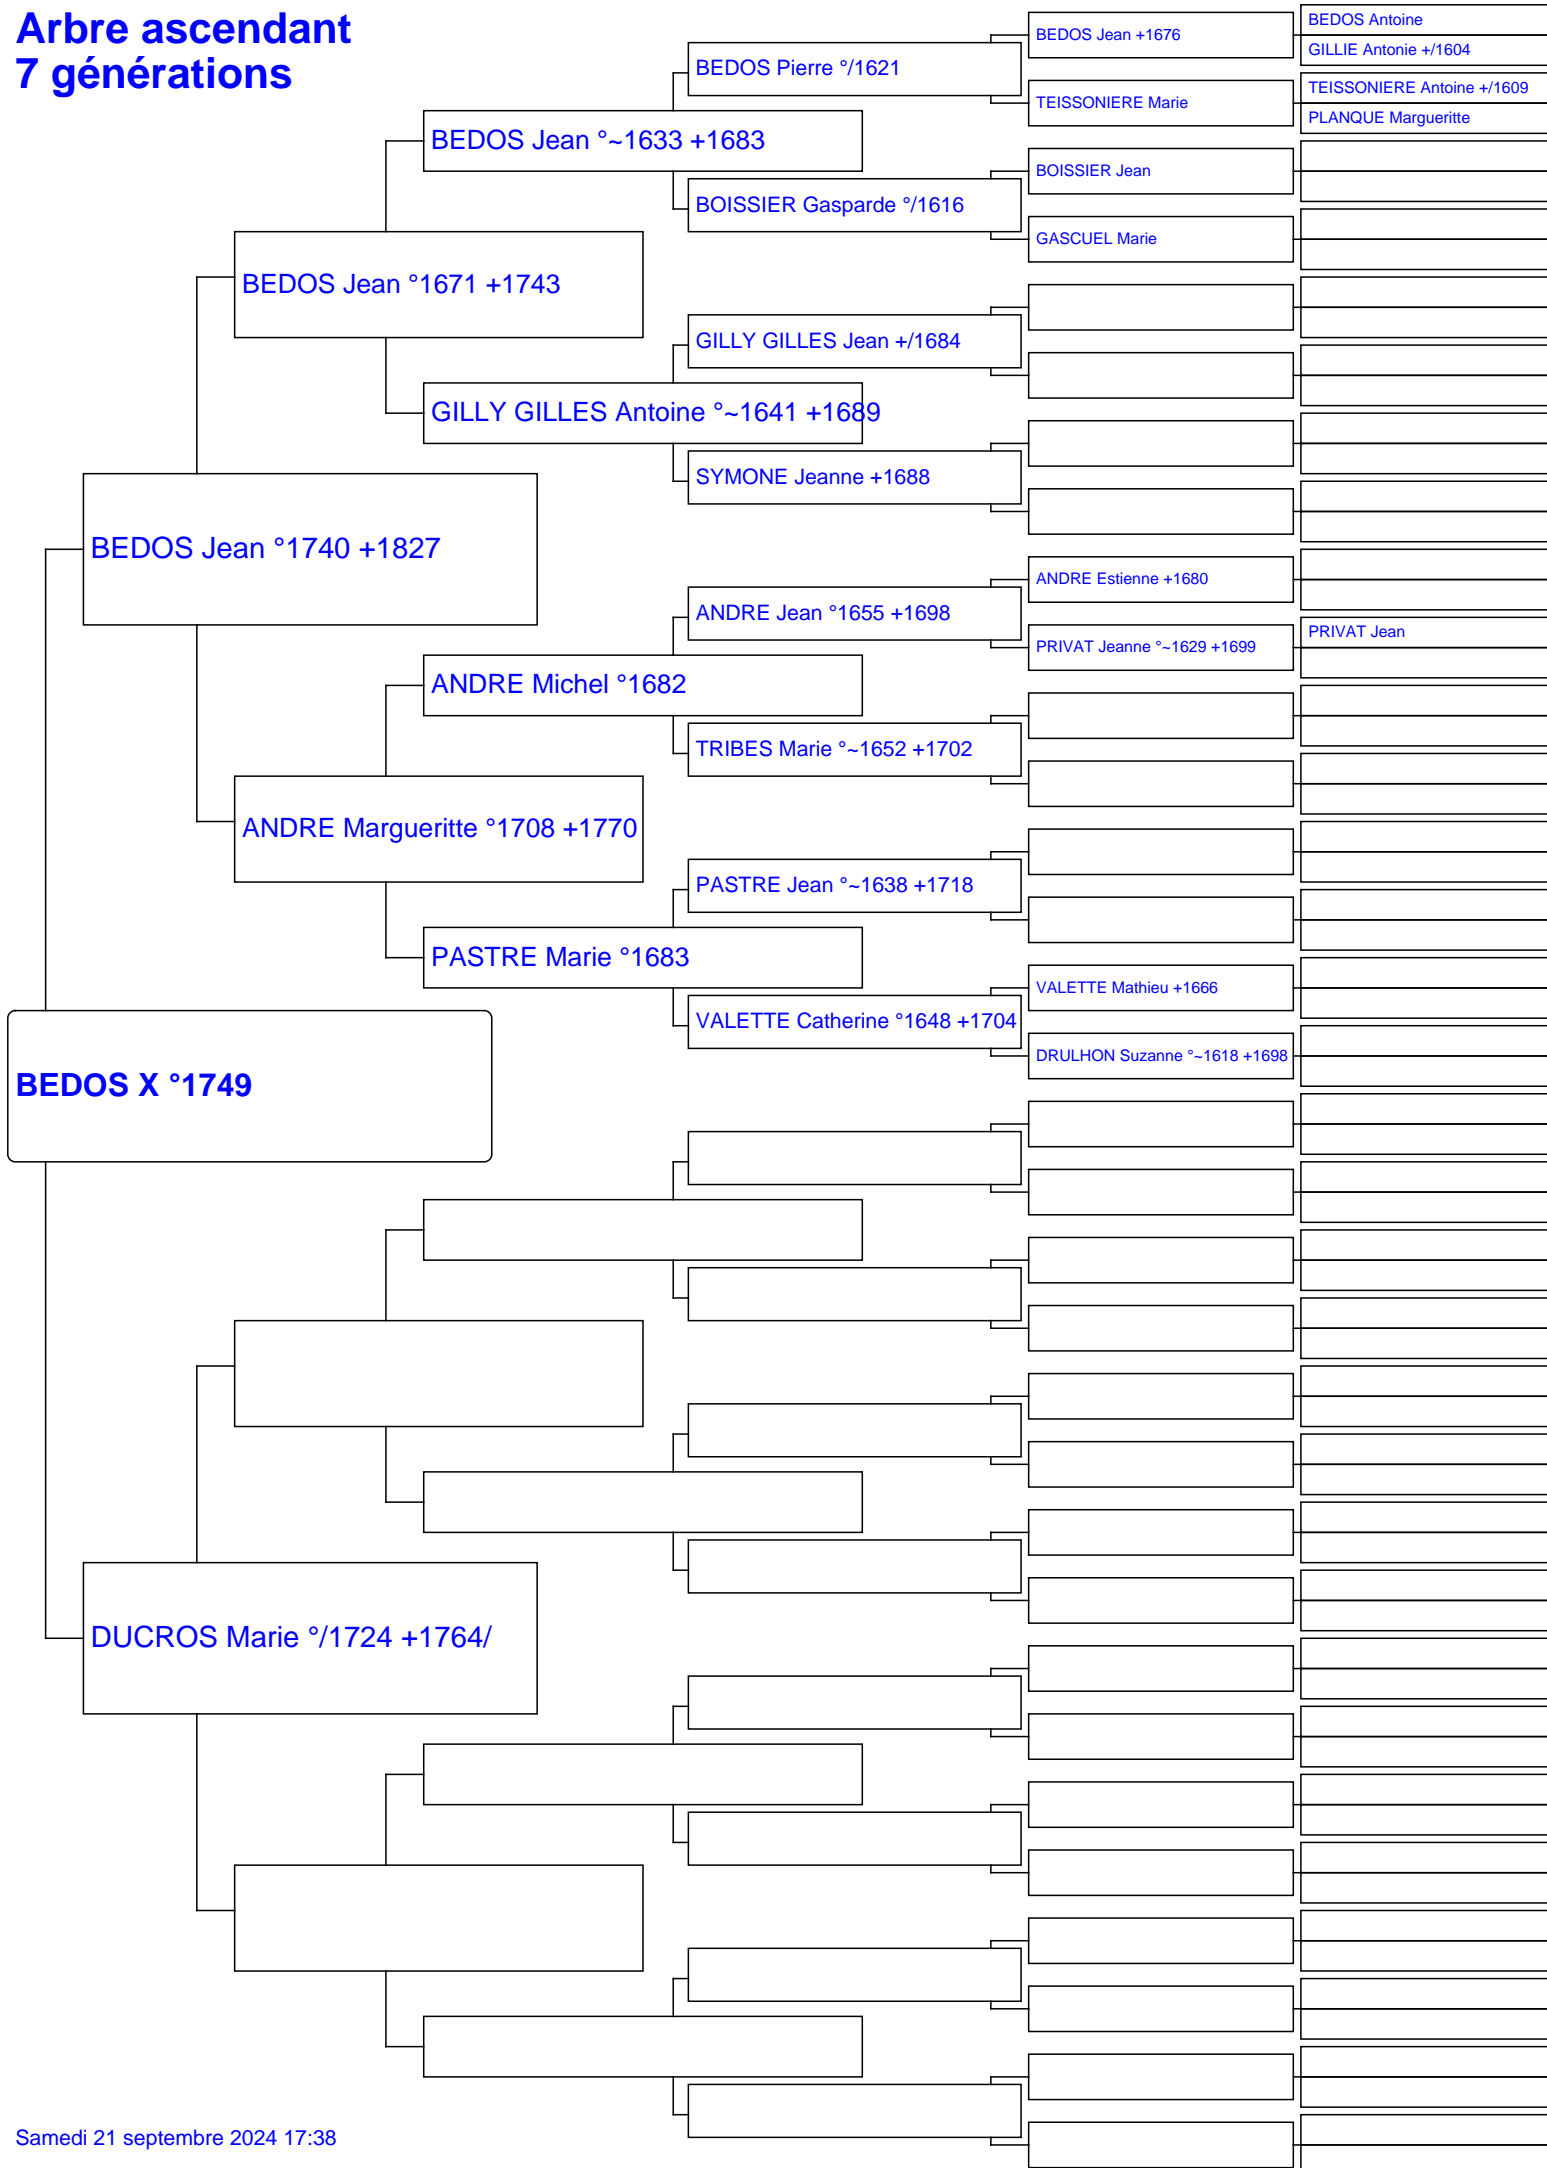 Arbre ascendant
7 générations
BEDOS Antoine
BEDOS Jean +1676
GILLIE Antonie +/1604
BEDOS Pierre °/1621
TEISSONIERE Antoine +/1609
TEISSONIERE Marie
PLANQUE Margueritte
BEDOS Jean °~1633 +1683
BOISSIER Jean
BOISSIER Gasparde °/1616
GASCUEL Marie
BEDOS Jean °1671 +1743
GILLY GILLES Jean +/1684
GILLY GILLES Antoine °~1641 +1689
SYMONE Jeanne +1688
BEDOS Jean °1740 +1827
ANDRE Estienne +1680
ANDRE Jean °1655 +1698
PRIVAT Jean
PRIVAT Jeanne °~1629 +1699
ANDRE Michel °1682
TRIBES Marie °~1652 +1702
ANDRE Margueritte °1708 +1770
PASTRE Jean °~1638 +1718
PASTRE Marie °1683
VALETTE Mathieu +1666
VALETTE Catherine °1648 +1704
DRULHON Suzanne °~1618 +1698
BEDOS X °1749
DUCROS Marie °/1724 +1764/
Samedi 21 septembre 2024 17:38